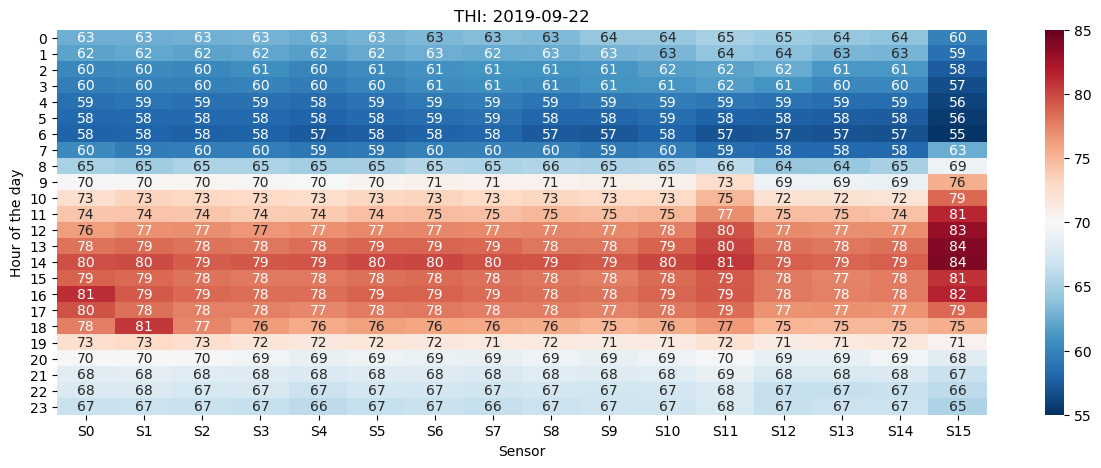 THI: 2019-09-22
Hour of the day
0 63 63 63 63 63 63 63 63 63 64 64 65 65 64 64 60
1 62 62 62 62 62 62 63 62 63 63 63 64 64 63 63 59
2 60 60 60 61 60 61 61 61 61 61 62 62 62 61 61 58
3 60 60 60 60 60 60 61 61 61 61 61 62 61 60 60 57
4 59 59 59 59 58 59 59 59 59 59 59 59 59 59 59 56
5 58 58 58 58 58 59 59 58 58 58 59 58 58 58 58 56
6 58 58 58 58 57 58 58 58 57 57 58 57 57 57 57 55
7 60 59 60 60 59 59 60 60 60 59 60 59 58 58 58 63
8 65 65 65 65 65 65 65 65 66 65 65 66 64 64 65 69
9 70 70 70 70 70 70 71 71 71 71 71 73 69 69 69 76
10 73 73 73 73 73 73 73 73 73 73 73 75 72 72 72 79
11 74 74 74 74 74 74 75 75 75 75 75 77 75 75 74 81
12 76 77 77 77 77 77 77 77 77 77 78 80 77 77 77 83
13 78 79 78 78 78 79 79 79 78 78 79 80 78 78 78 84
14 80 80 79 79 79 80 80 80 79 79 80 81 79 79 79 84
15 79 79 78 78 78 78 78 78 78 78 78 79 78 77 78 81
16 81 79 79 78 78 79 79 79 78 78 79 79 78 78 78 82
17 80 78 78 78 77 78 78 78 78 77 78 79 77 77 77 79
18 78 81 77 76 76 76 76 76 76 75 76 77 75 75 75 75
19 73 73 73 72 72 72 72 71 72 71 71 72 71 71 72 71
20 70 70 70 69 69 69 69 69 69 69 69 70 69 69 69 68
21 68 68 68 68 68 68 68 68 68 68 68 69 68 68 68 67
22 68 68 67 67 67 67 67 67 67 67 67 68 67 67 67 66
23 67 67 67 67 66 67 67 66 67 67 67 68 67 67 67 65
S0 S1 S2 S3 S4 S5 S6 S7 S8 S9 S10 S11 S12 S13 S14 S15
Sensor
85
80
75
70
65
60
55